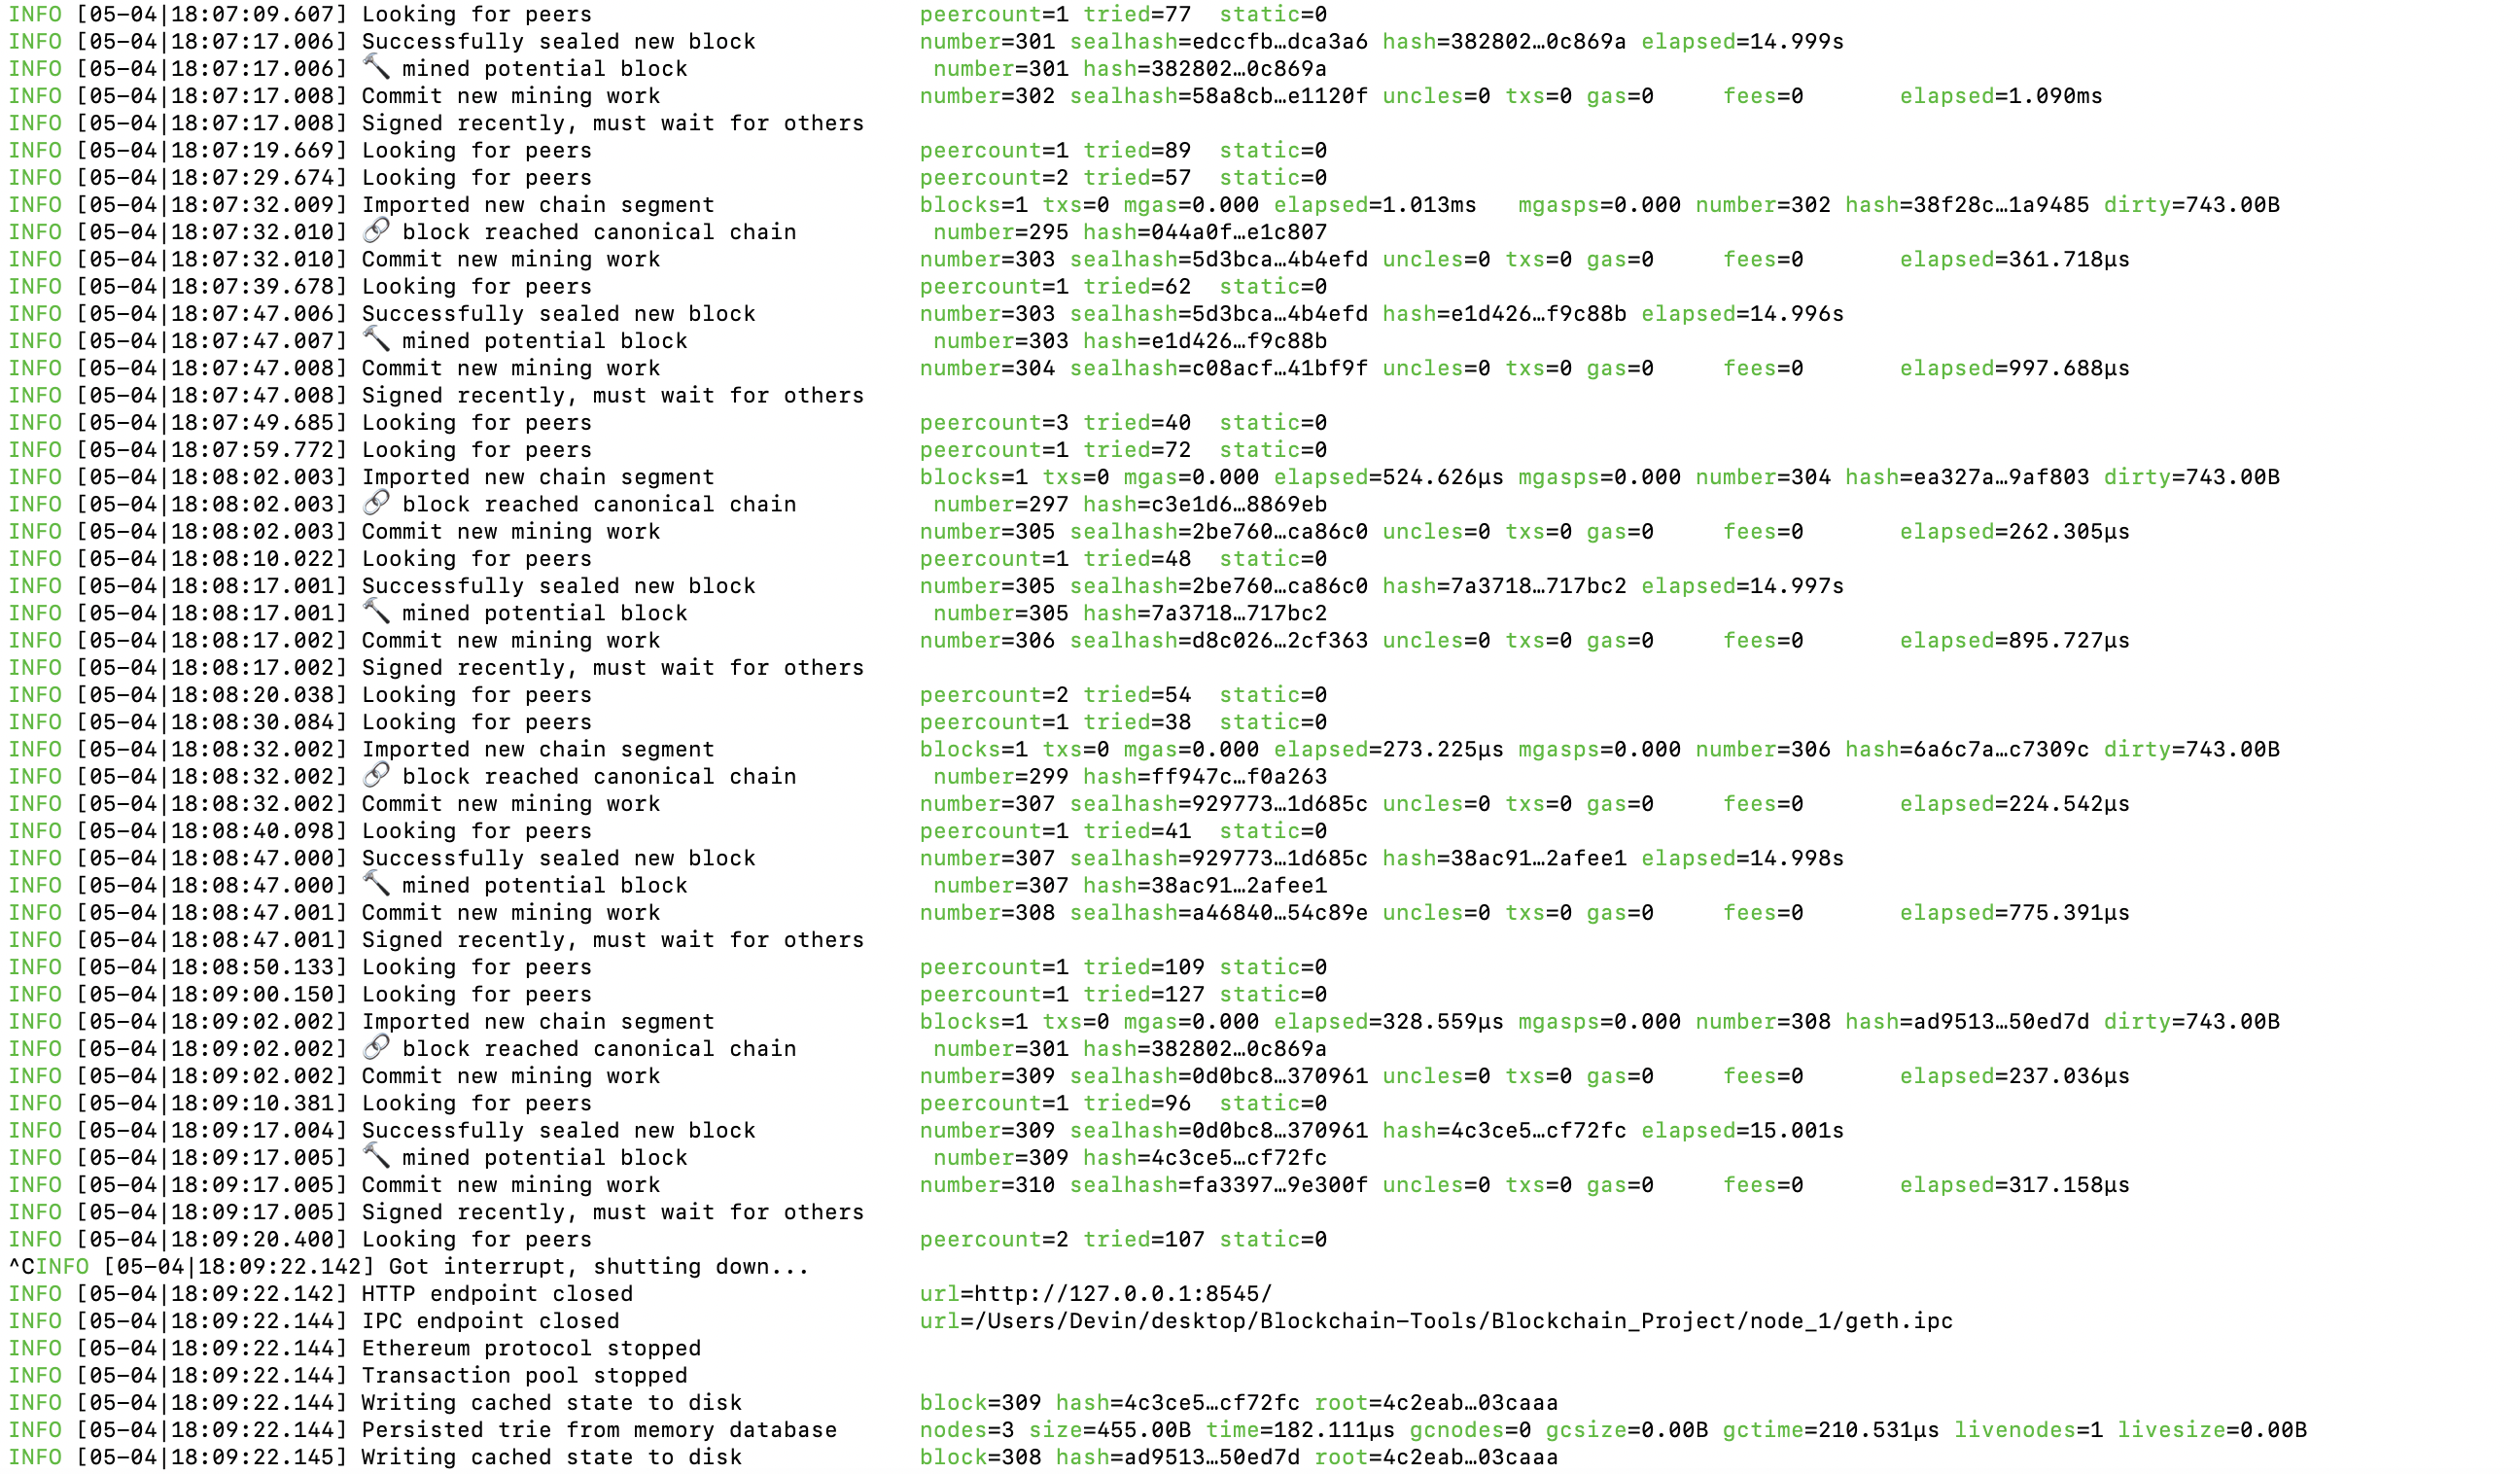 INFO [05-04|18:07:09.607] Looking for peers                        peercount=1 tried=77  static=0
INFO [05-04|18:07:17.006] Successfully sealed new block            number=301 sealhash=edccfb…dca3a6 hash=382802…0c869a elapsed=14.999s
INFO [05-04|18:07:17.006] 🔨 mined potential block                  number=301 hash=382802…0c869a
INFO [05-04|18:07:17.008] Commit new mining work                   number=302 sealhash=58a8cb…e1120f uncles=0 txs=0 gas=0     fees=0       elapsed=1.090ms
INFO [05-04|18:07:17.008] Signed recently, must wait for others
INFO [05-04|18:07:19.669] Looking for peers                        peercount=1 tried=89  static=0
INFO [05-04|18:07:29.674] Looking for peers                        peercount=2 tried=57  static=0
INFO [05-04|18:07:32.009] Imported new chain segment               blocks=1 txs=0 mgas=0.000 elapsed=1.013ms   mgasps=0.000 number=302 hash=38f28c…1a9485 dirty=743.00B
INFO [05-04|18:07:32.010] 🔗 block reached canonical chain          number=295 hash=044a0f…e1c807
INFO [05-04|18:07:32.010] Commit new mining work                   number=303 sealhash=5d3bca…4b4efd uncles=0 txs=0 gas=0     fees=0       elapsed=361.718µs
INFO [05-04|18:07:39.678] Looking for peers                        peercount=1 tried=62  static=0
INFO [05-04|18:07:47.006] Successfully sealed new block            number=303 sealhash=5d3bca…4b4efd hash=e1d426…f9c88b elapsed=14.996s
INFO [05-04|18:07:47.007] 🔨 mined potential block                  number=303 hash=e1d426…f9c88b
INFO [05-04|18:07:47.008] Commit new mining work                   number=304 sealhash=c08acf…41bf9f uncles=0 txs=0 gas=0     fees=0       elapsed=997.688µs
INFO [05-04|18:07:47.008] Signed recently, must wait for others
INFO [05-04|18:07:49.685] Looking for peers                        peercount=3 tried=40  static=0
INFO [05-04|18:07:59.772] Looking for peers                        peercount=1 tried=72  static=0
INFO [05-04|18:08:02.003] Imported new chain segment               blocks=1 txs=0 mgas=0.000 elapsed=524.626µs mgasps=0.000 number=304 hash=ea327a…9af803 dirty=743.00B
INFO [05-04|18:08:02.003] 🔗 block reached canonical chain          number=297 hash=c3e1d6…8869eb
INFO [05-04|18:08:02.003] Commit new mining work                   number=305 sealhash=2be760…ca86c0 uncles=0 txs=0 gas=0     fees=0       elapsed=262.305µs
INFO [05-04|18:08:10.022] Looking for peers                        peercount=1 tried=48  static=0
INFO [05-04|18:08:17.001] Successfully sealed new block            number=305 sealhash=2be760…ca86c0 hash=7a3718…717bc2 elapsed=14.997s
INFO [05-04|18:08:17.001] 🔨 mined potential block                  number=305 hash=7a3718…717bc2
INFO [05-04|18:08:17.002] Commit new mining work                   number=306 sealhash=d8c026…2cf363 uncles=0 txs=0 gas=0     fees=0       elapsed=895.727µs
INFO [05-04|18:08:17.002] Signed recently, must wait for others
INFO [05-04|18:08:20.038] Looking for peers                        peercount=2 tried=54  static=0
INFO [05-04|18:08:30.084] Looking for peers                        peercount=1 tried=38  static=0
INFO [05-04|18:08:32.002] Imported new chain segment               blocks=1 txs=0 mgas=0.000 elapsed=273.225µs mgasps=0.000 number=306 hash=6a6c7a…c7309c dirty=743.00B
INFO [05-04|18:08:32.002] 🔗 block reached canonical chain          number=299 hash=ff947c…f0a263
INFO [05-04|18:08:32.002] Commit new mining work                   number=307 sealhash=929773…1d685c uncles=0 txs=0 gas=0     fees=0       elapsed=224.542µs
INFO [05-04|18:08:40.098] Looking for peers                        peercount=1 tried=41  static=0
INFO [05-04|18:08:47.000] Successfully sealed new block            number=307 sealhash=929773…1d685c hash=38ac91…2afee1 elapsed=14.998s
INFO [05-04|18:08:47.000] 🔨 mined potential block                  number=307 hash=38ac91…2afee1
INFO [05-04|18:08:47.001] Commit new mining work                   number=308 sealhash=a46840…54c89e uncles=0 txs=0 gas=0     fees=0       elapsed=775.391µs
INFO [05-04|18:08:47.001] Signed recently, must wait for others
INFO [05-04|18:08:50.133] Looking for peers                        peercount=1 tried=109 static=0
INFO [05-04|18:09:00.150] Looking for peers                        peercount=1 tried=127 static=0
INFO [05-04|18:09:02.002] Imported new chain segment               blocks=1 txs=0 mgas=0.000 elapsed=328.559µs mgasps=0.000 number=308 hash=ad9513…50ed7d dirty=743.00B
INFO [05-04|18:09:02.002] 🔗 block reached canonical chain          number=301 hash=382802…0c869a
INFO [05-04|18:09:02.002] Commit new mining work                   number=309 sealhash=0d0bc8…370961 uncles=0 txs=0 gas=0     fees=0       elapsed=237.036µs
INFO [05-04|18:09:10.381] Looking for peers                        peercount=1 tried=96  static=0
INFO [05-04|18:09:17.004] Successfully sealed new block            number=309 sealhash=0d0bc8…370961 hash=4c3ce5…cf72fc elapsed=15.001s
INFO [05-04|18:09:17.005] 🔨 mined potential block                  number=309 hash=4c3ce5…cf72fc
INFO [05-04|18:09:17.005] Commit new mining work                   number=310 sealhash=fa3397…9e300f uncles=0 txs=0 gas=0     fees=0       elapsed=317.158µs
INFO [05-04|18:09:17.005] Signed recently, must wait for others
INFO [05-04|18:09:20.400] Looking for peers                        peercount=2 tried=107 static=0
^CINFO [05-04|18:09:22.142] Got interrupt, shutting down...
INFO [05-04|18:09:22.142] HTTP endpoint closed                     url=http://127.0.0.1:8545/
INFO [05-04|18:09:22.144] IPC endpoint closed                      url=/Users/Devin/desktop/Blockchain-Tools/Blockchain_Project/node_1/geth.ipc
INFO [05-04|18:09:22.144] Ethereum protocol stopped
INFO [05-04|18:09:22.144] Transaction pool stopped
INFO [05-04|18:09:22.144] Writing cached state to disk             block=309 hash=4c3ce5…cf72fc root=4c2eab…03caaa
INFO [05-04|18:09:22.144] Persisted trie from memory database      nodes=3 size=455.00B time=182.111µs gcnodes=0 gcsize=0.00B gctime=210.531µs livenodes=1 livesize=0.00B
INFO [05-04|18:09:22.145] Writing cached state to disk             block=308 hash=ad9513…50ed7d root=4c2eab…03caaa